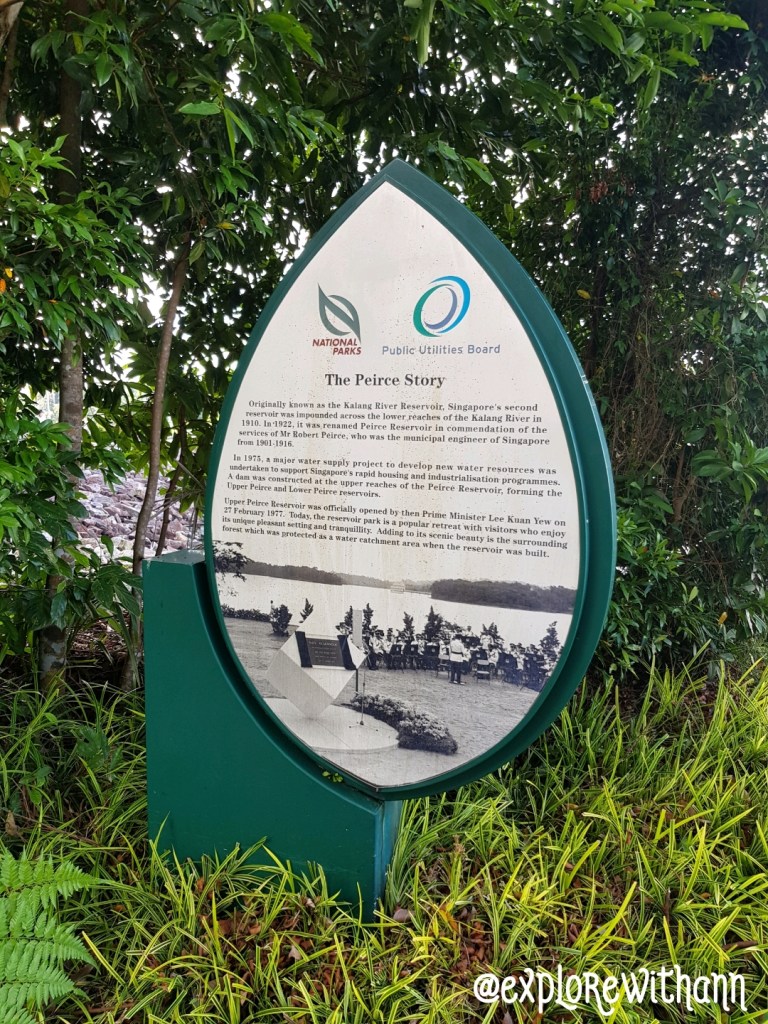 NATIONAL
PARKS
Public Utilities Board
The Peirce Story
Originally known as the Kalang River Reservoir, Singapore's second
reservoir was impounded across the lower reaches of the Kalang River in
1910. In 1922, it was renamed Peirce Reservoir in commendation of the
services of Mr Robert Peirce, who was the municipal engineer of Singapore
from 1901-1916.
In 1975, a major water supply project to develop new water resources was
undertaken to support Singapore's rapid housing and industrialisation programmes.
A dam was constructed at the upper reaches of the Peirce Reservoir, forming the
Upper Peirce and Lower Peirce reservoirs.
Upper Peirce Reservoir was officially opened by then Prime Minister Lee Kuan Yew on
27 February 1977. Today, the reservoir park is a popular retreat with visitors who enjoy
its unique pleasant setting and tranquillity. Adding to its scenic beauty is the surrounding
forest which was protected as a water catchment area when the reservoir was built.
@EXPLOREWITHANN